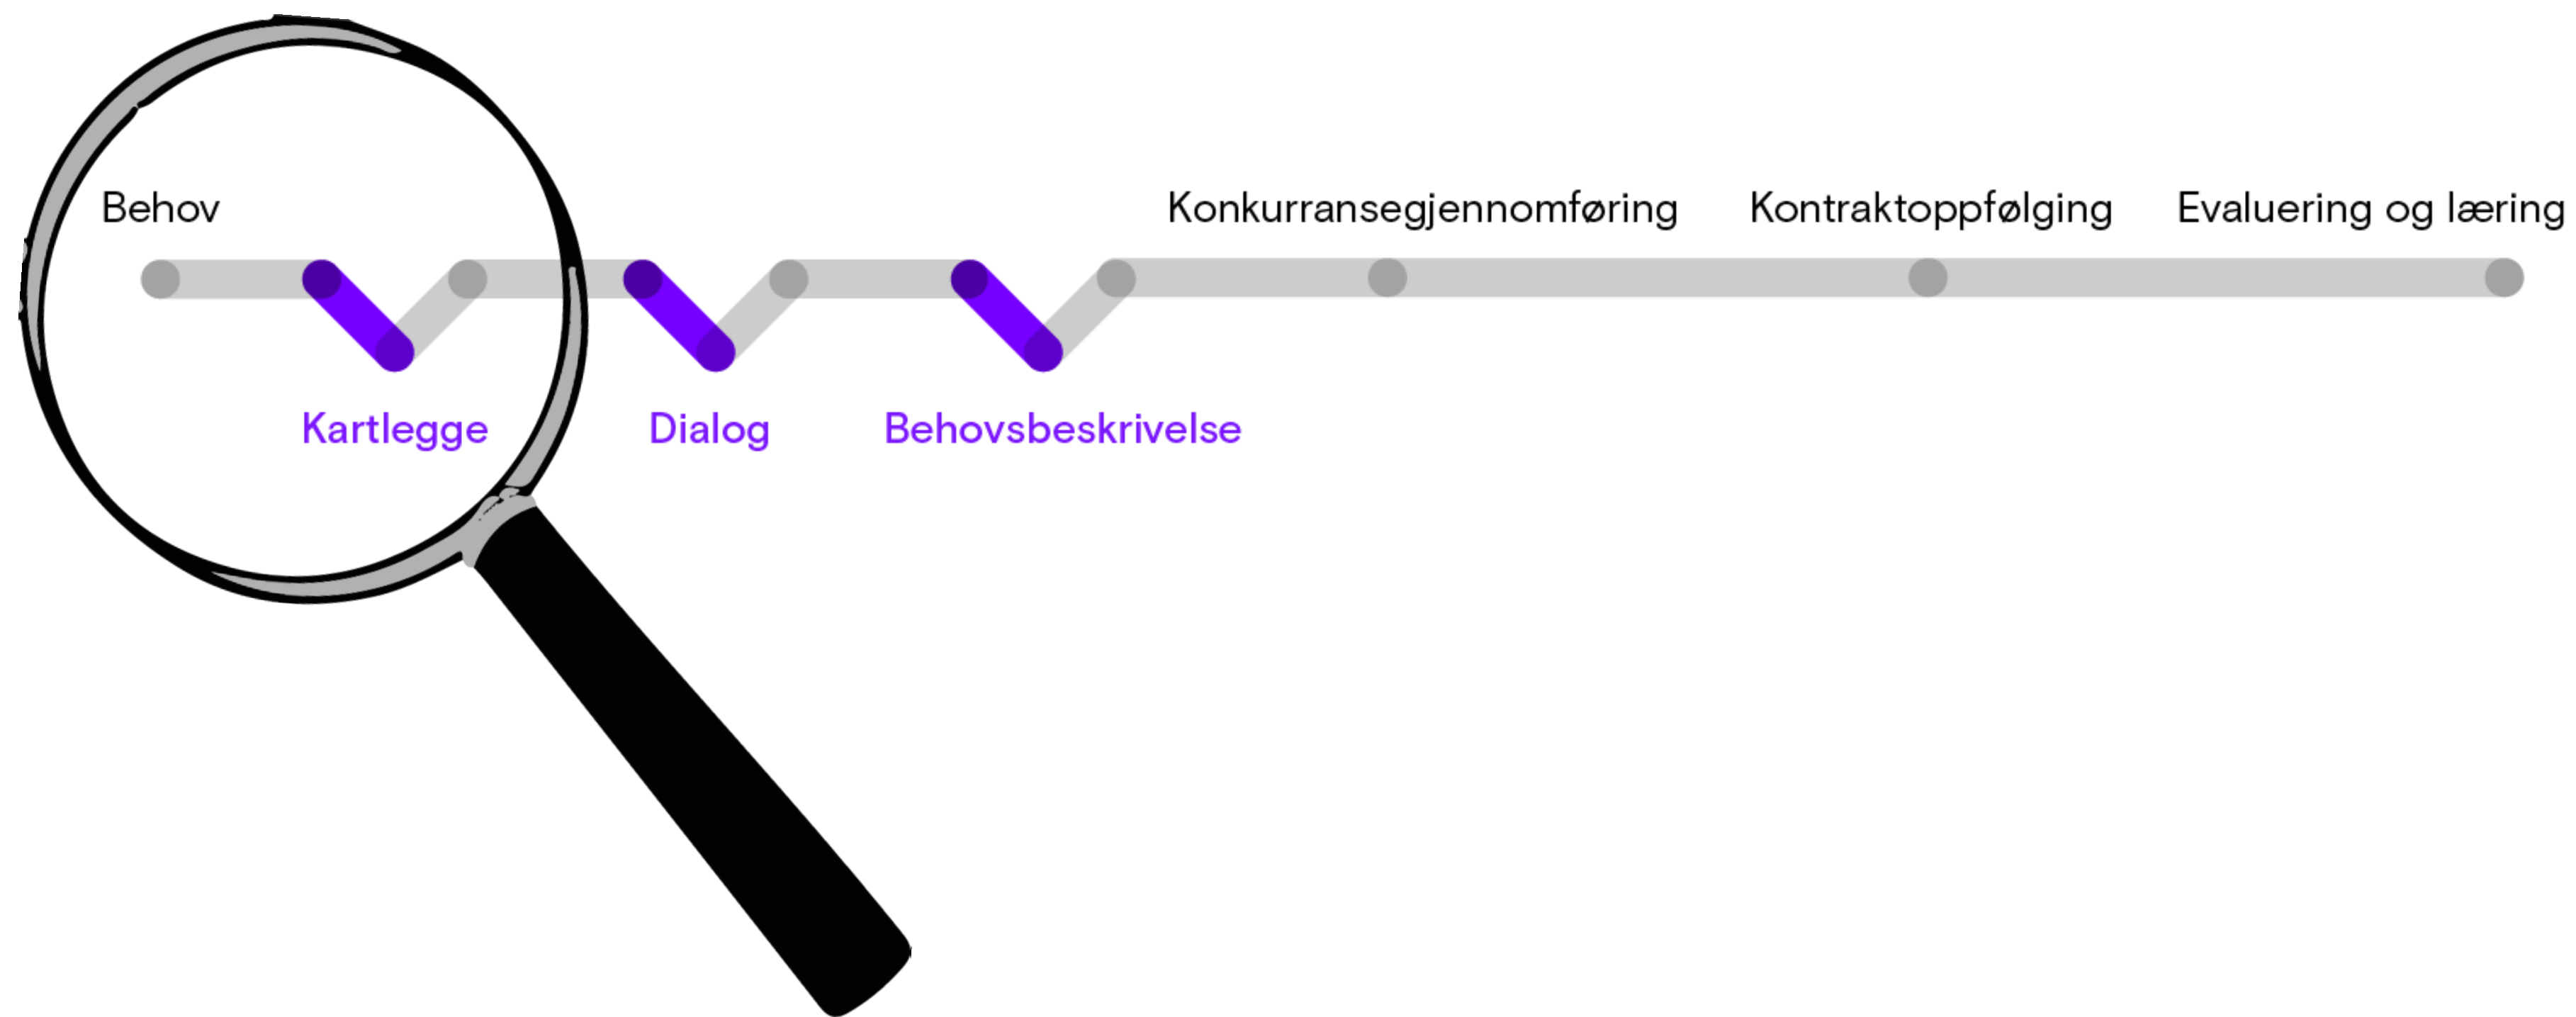 Behov
Konkurransegjennomføring
Kontraktoppfølging
Evaluering og læring
Kartlegge
Dialog
Behovsbeskrivelse